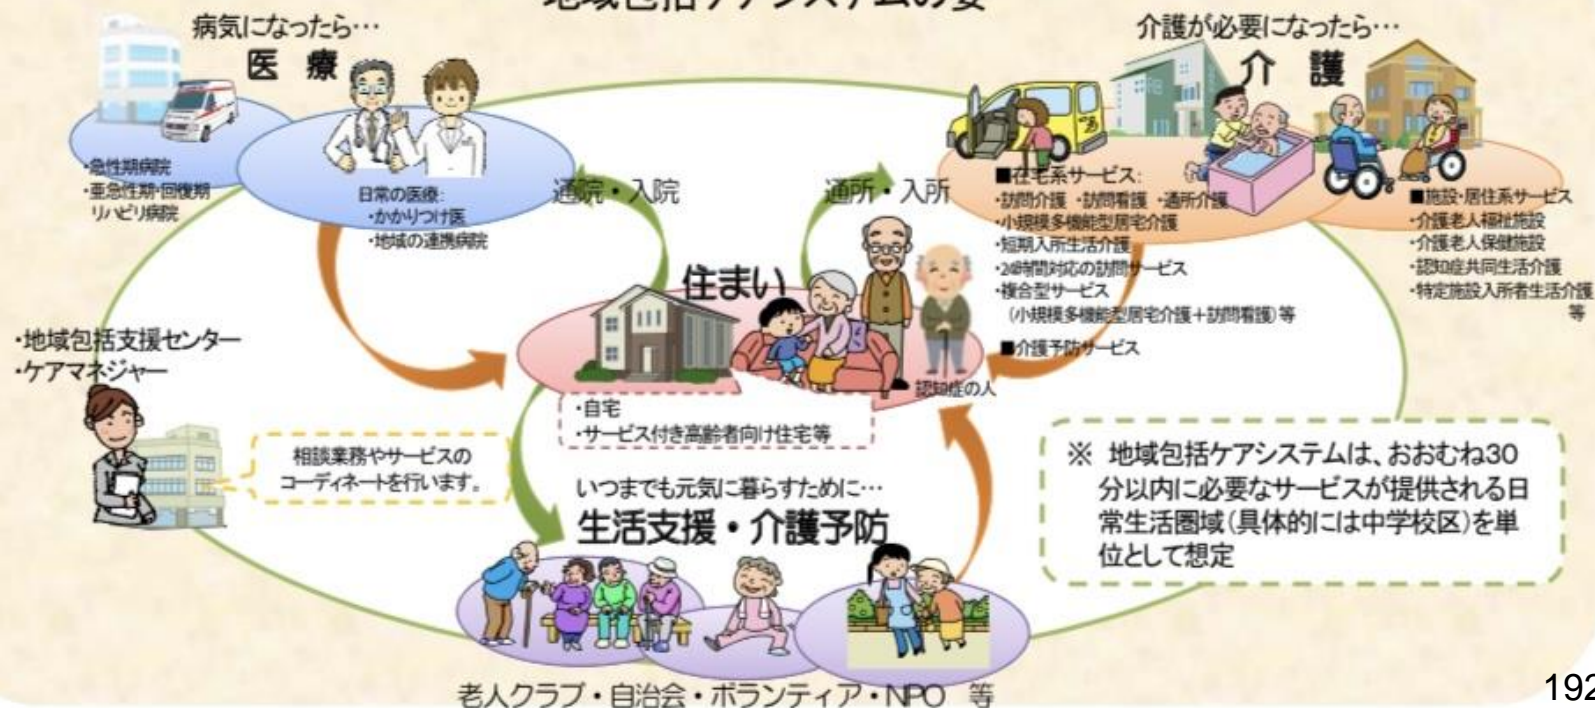 地域包括ケアシステムの姿
病気になったら…
医 療
・急性期病院
・亜急性期・回復期
リハビリ病院
日常の医療:
・かかりつけ医
・地域の連携病院
通院・入院
通所・入所
介護が必要になったら…
介 護
■在宅系サービス:
・訪問介護 ・訪問看護 ・通所介護
・小規模多機能型居宅介護
・短期入所生活介護
・24時間対応の訪問サービス
・複合型サービス
(小規模多機能型居宅介護+訪問看護)等
■介護予防サービス
■施設・居住系サービス
・介護老人福祉施設
・介護老人保健施設
・認知症共同生活介護
・特定施設入所者生活介護
等
住まい
認知症の人
・自宅
・サービス付き高齢者向け住宅等
・地域包括支援センター
・ケアマネジャー
相談業務やサービスの
コーディネートを行います。
いつまでも元気に暮らすために…
生活支援・介護予防
老人クラブ・自治会・ボランティア・NPO 等
※ 地域包括ケアシステムは、おおむね30
分以内に必要なサービスが提供される日
常生活圏域(具体的には中学校区)を単
位として想定
192